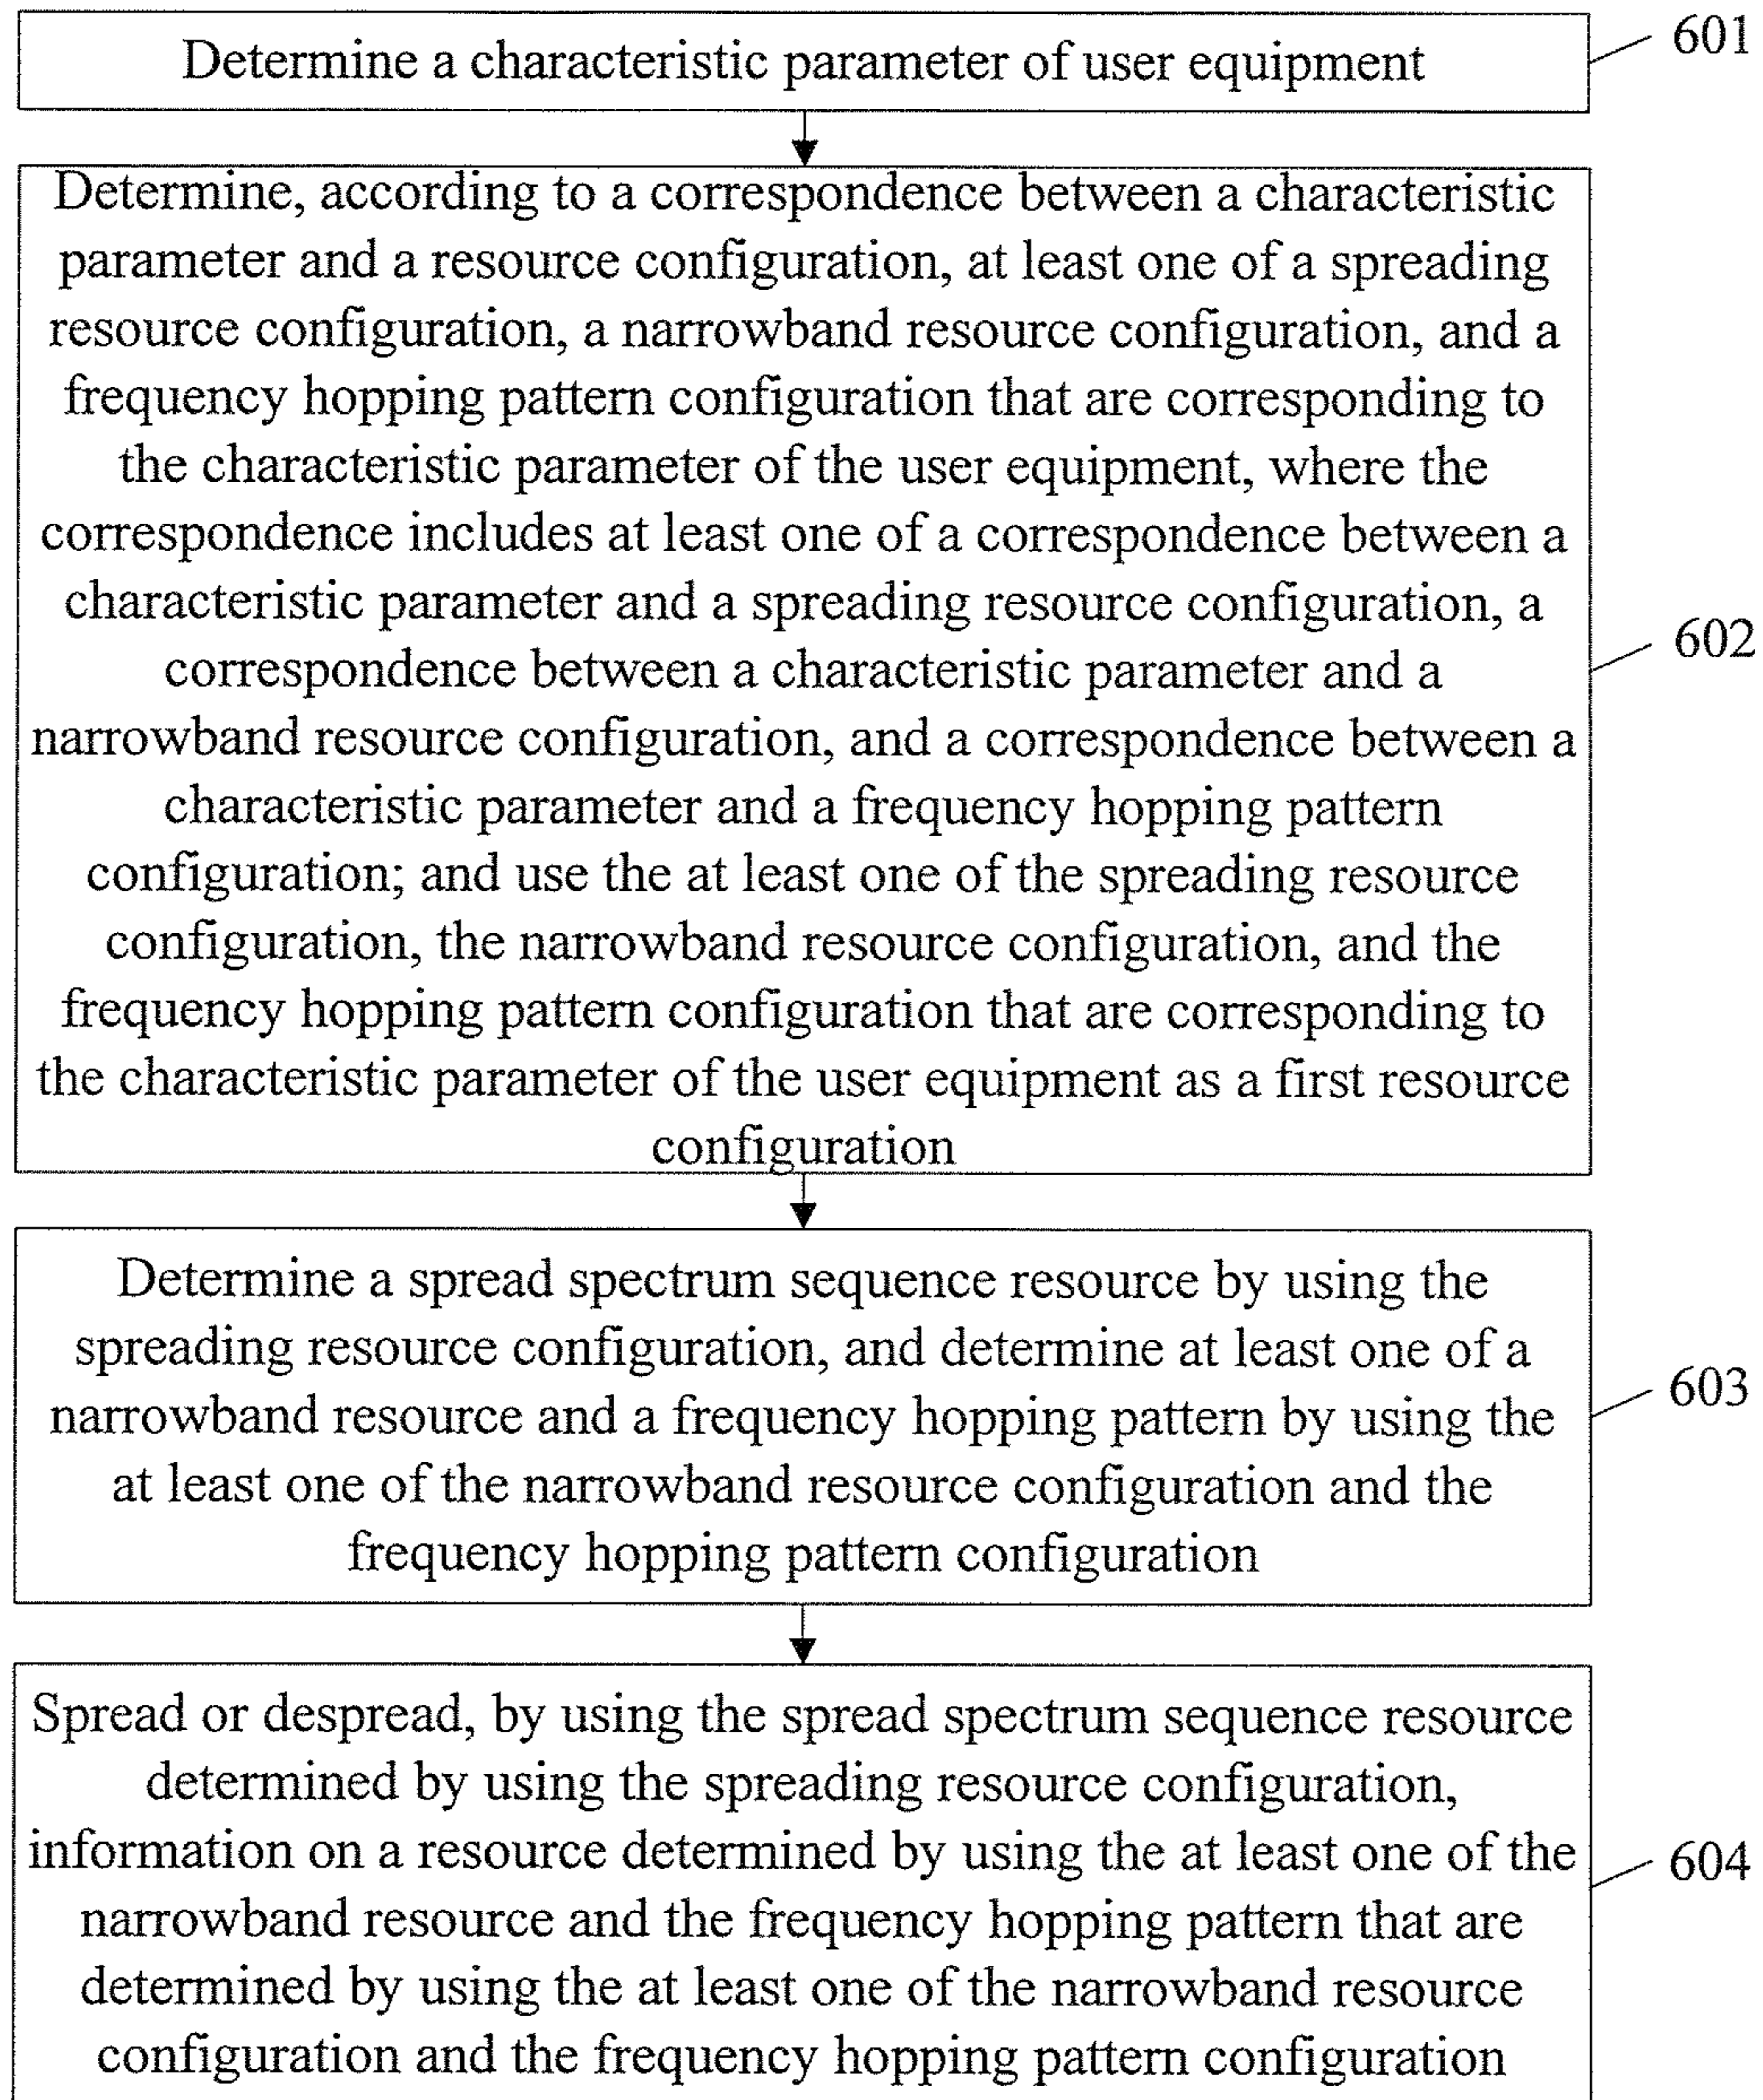 Determine a characteristic parameter of user equipment
601
Determine, according to a correspondence between a characteristic
parameter and a resource configuration, at least one of a spreading
resource configuration, a narrowband resource configuration, and a
frequency hopping pattern configuration that are corresponding to
the characteristic parameter of the user equipment, where the
correspondence includes at least one of a correspondence between a
characteristic parameter and a spreading resource configuration, a
correspondence between a characteristic parameter and a
narrowband resource configuration, and a correspondence between a
characteristic parameter and a frequency hopping pattern
configuration; and use the at least one of the spreading resource
configuration, the narrowband resource configuration, and the
frequency hopping pattern configuration that are corresponding to
the characteristic parameter of the user equipment as a first resource
configuration
602
Determine a spread spectrum sequence resource by using the
spreading resource configuration, and determine at least one of a
narrowband resource and a frequency hopping pattern by using the
at least one of the narrowband resource configuration and the
frequency hopping pattern configuration
603
Spread or despread, by using the spread spectrum sequence resource
determined by using the spreading resource configuration,
information on a resource determined by using the at least one of the
narrowband resource and the frequency hopping pattern that are
determined by using the at least one of the narrowband resource
configuration and the frequency hopping pattern configuration
604